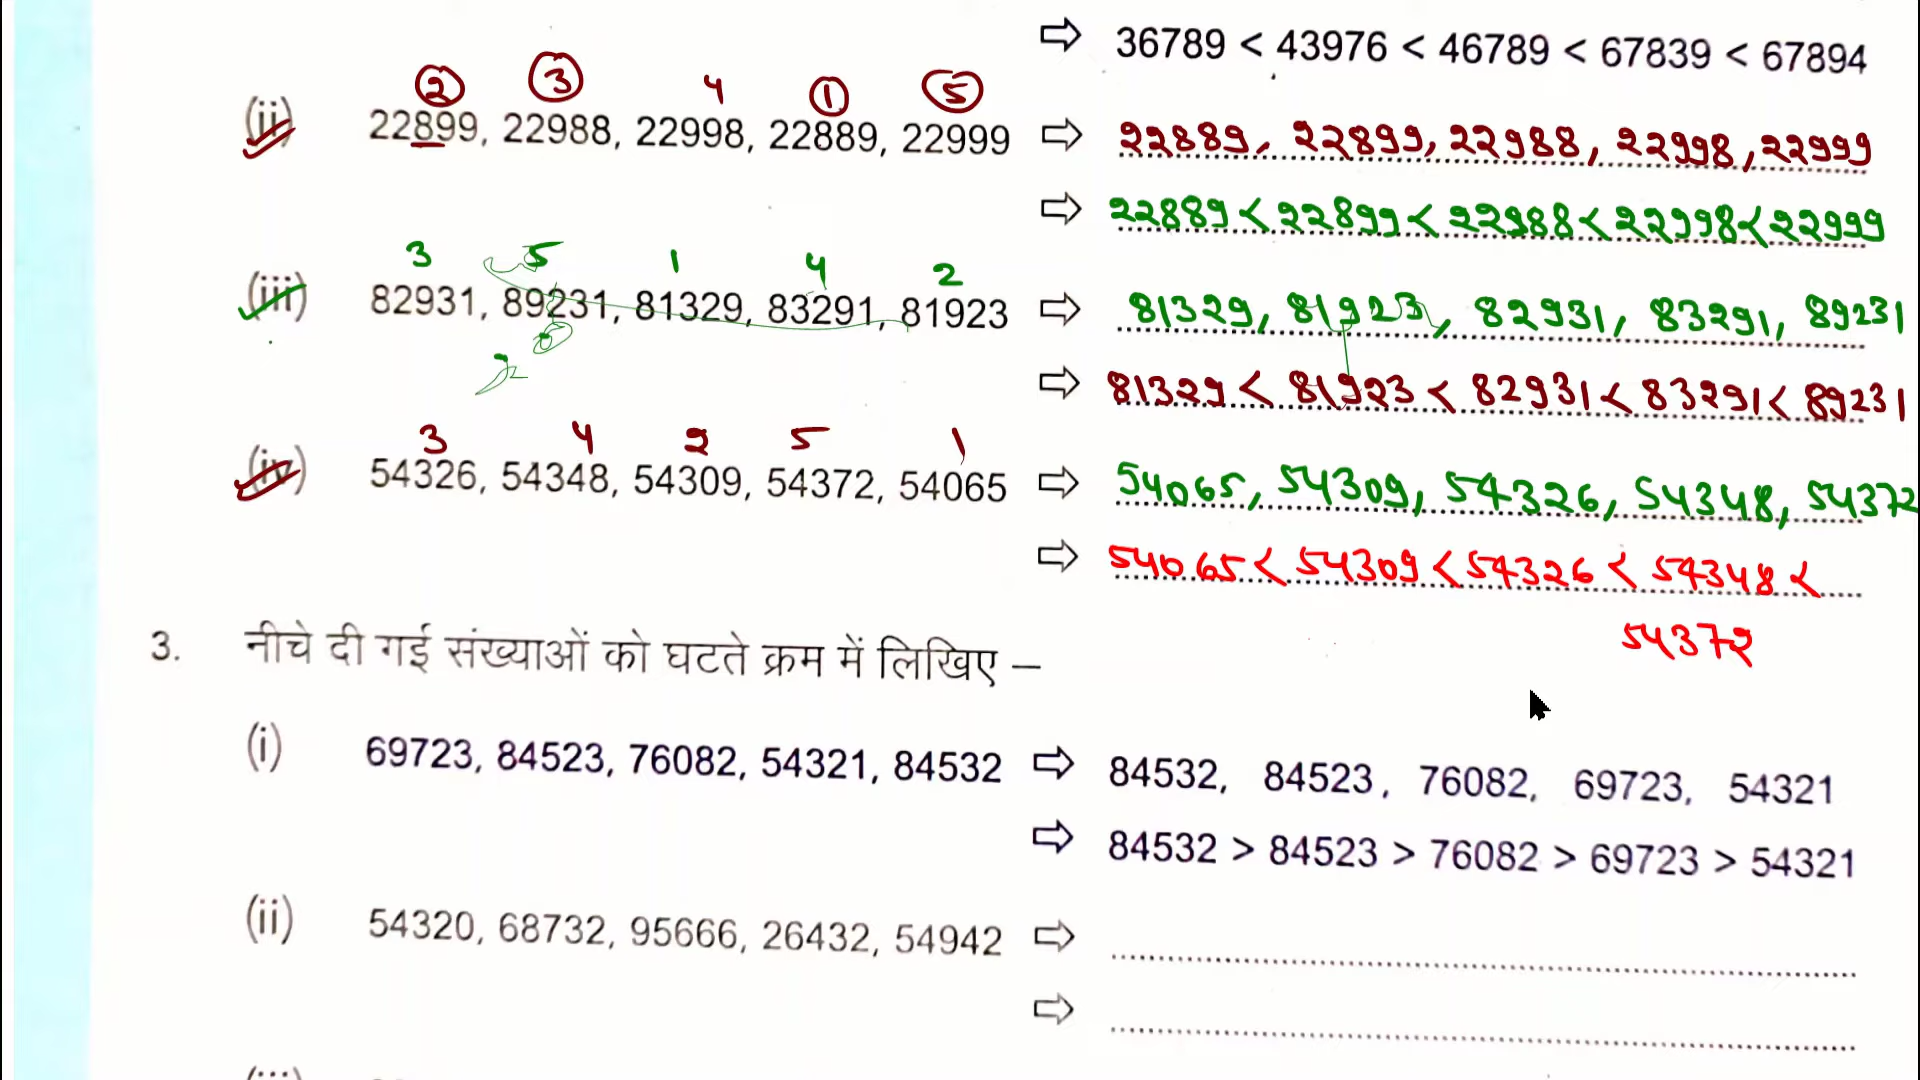 ⇨ 36789 < 43976 < 46789 < 67839 < 67894
2 3 4 1 5
(ii) 22899, 22988, 22998, 22889, 22999 ⇨ 22889, 22899, 22988, 22998, 22999
⇨ 22889 < 22899 < 22988 < 22998 < 22999
3 5 1 4 2
(iii) 82931, 89231, 81329, 83291, 81923 ⇨ 81329, 81923, 82931, 83291, 89231
⇨ 81329 < 81923 < 82931 < 83291 < 89231
3 4 2 5 1
(iv) 54326, 54348, 54309, 54372, 54065 ⇨ 54065, 54309, 54326, 54348, 54372
⇨ 54065 < 54309 < 54326 < 54348 <
54372
3. नीचे दी गई संख्याओं को घटते क्रम में लिखिए –
(i) 69723, 84523, 76082, 54321, 84532 ⇨ 84532, 84523, 76082, 69723, 54321
⇨ 84532 > 84523 > 76082 > 69723 > 54321
(ii) 54320, 68732, 95666, 26432, 54942 ⇨
⇨